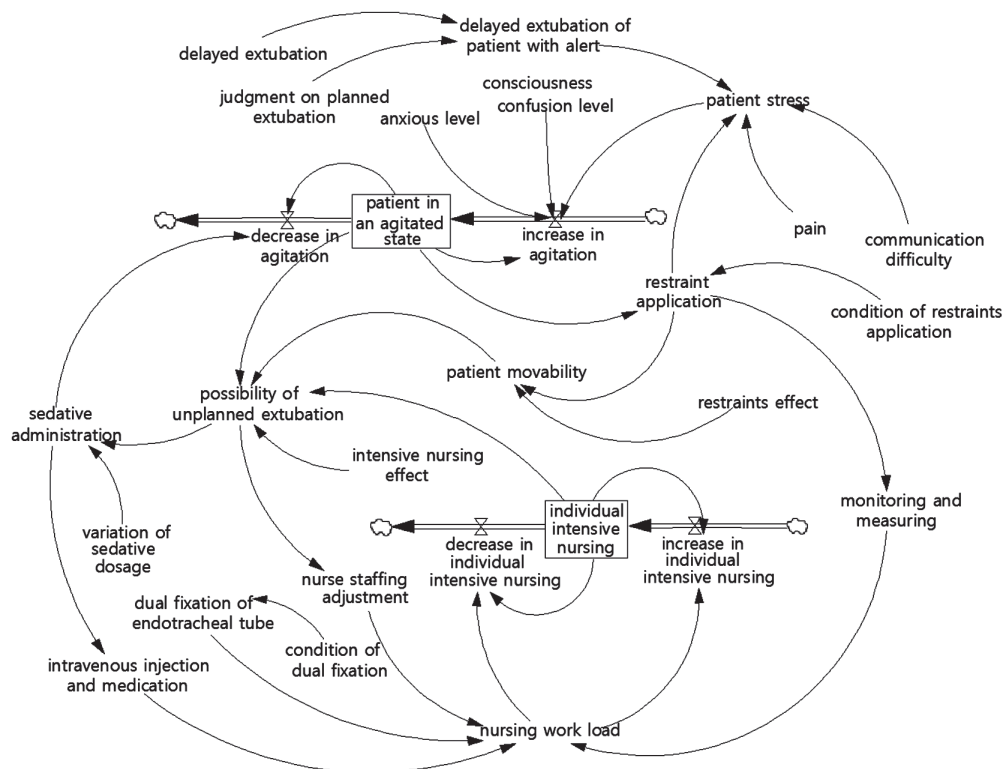 delayed extubation
delayed extubation of
patient with alert
judgment on planned
extubation
anxious level
consciousness
confusion level
patient stress
patient in
an agitated
state
decrease in
agitation
increase in
agitation
pain
communication
difficulty
restraint
application
condition of restraints
application
patient movability
restraints effect
sedative
administration
possibility of
unplanned extubation
intensive nursing
effect
variation of
sedative
dosage
individual
intensive
nursing
decrease in
individual
intensive nursing
increase in
individual
intensive nursing
monitoring and
measuring
nurse staffing
adjustment
dual fixation of
endotracheal tube
condition of
dual fixation
intravenous injection
and medication
nursing work load